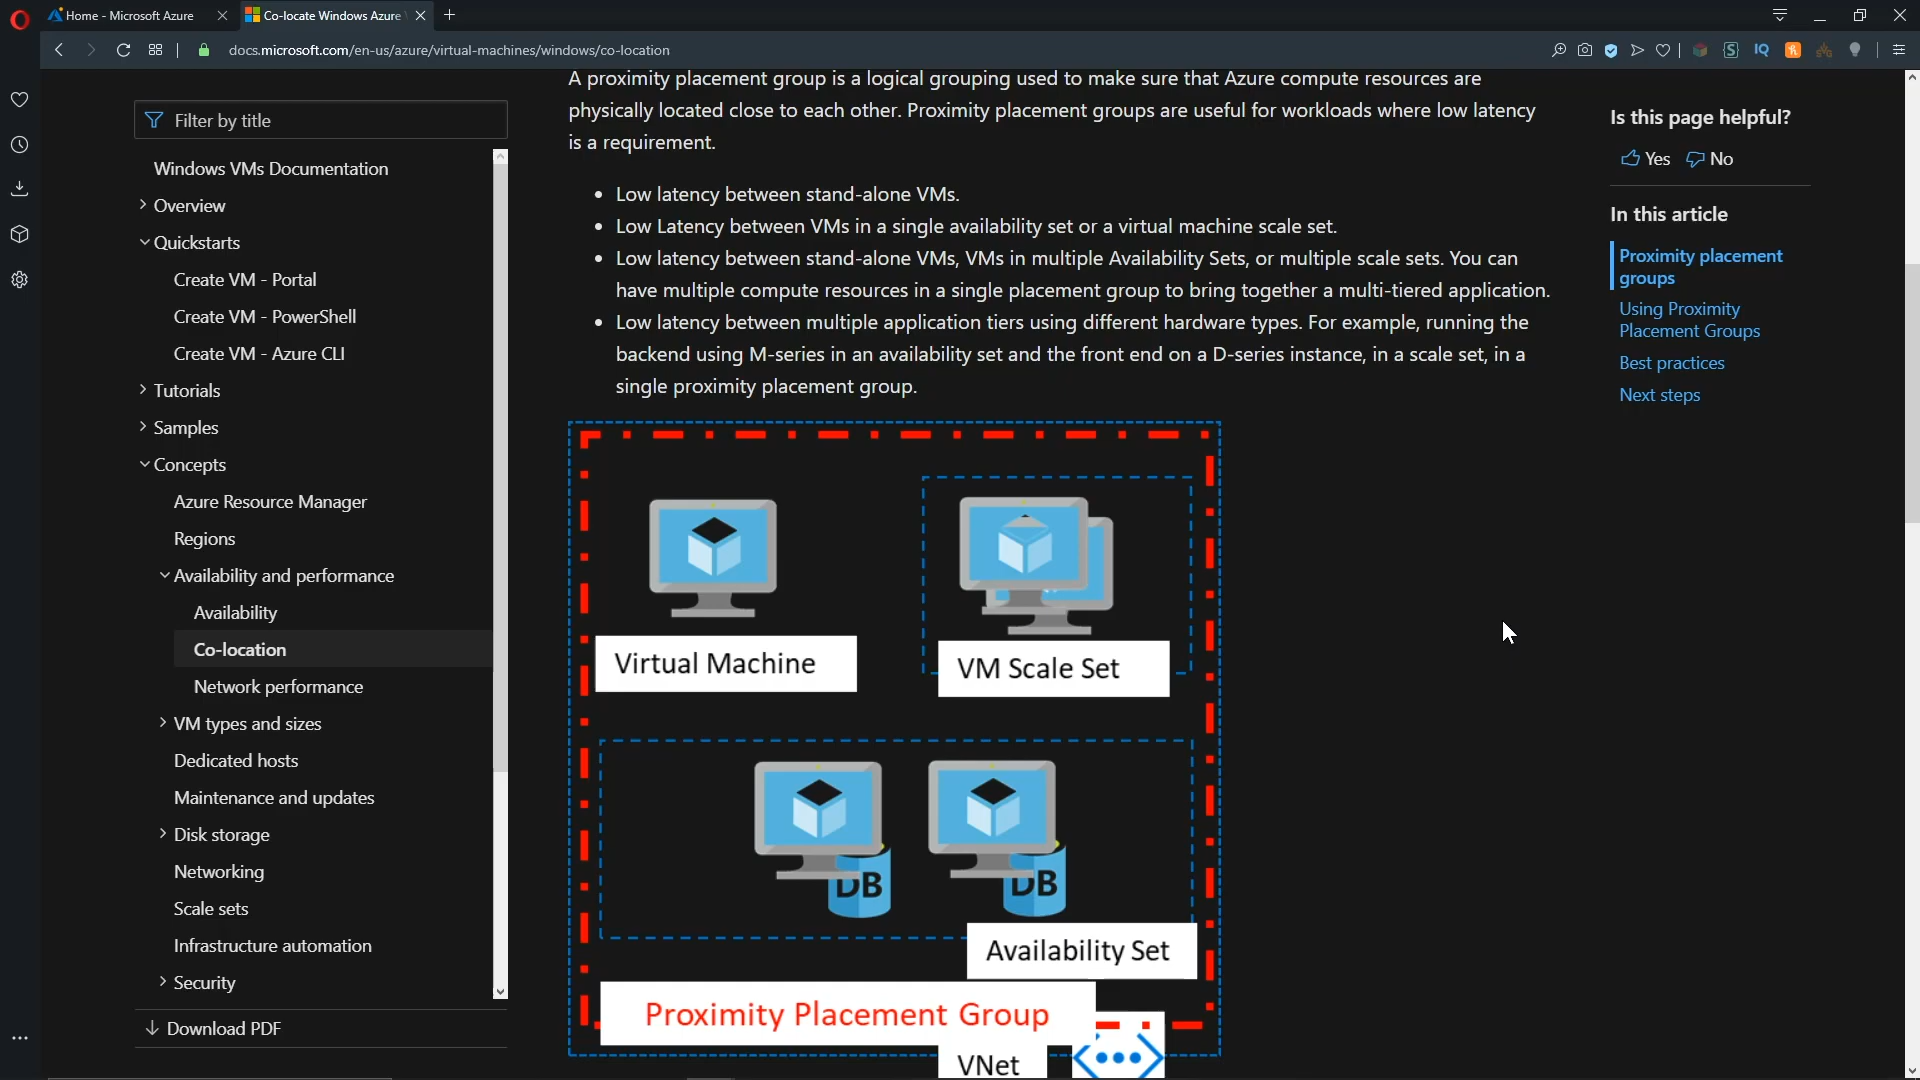 Home - Microsoft Azure
Co-locate Windows Azure
docs.microsoft.com/en-us/azure/virtual-machines/windows/co-location
Filter by title
Windows VMs Documentation
Overview
Quickstarts
Create VM - Portal
Create VM - PowerShell
Create VM - Azure CLI
Tutorials
Samples
Concepts
Azure Resource Manager
Regions
Availability and performance
Availability
Co-location
Network performance
VM types and sizes
Dedicated hosts
Maintenance and updates
Disk storage
Networking
Scale sets
Infrastructure automation
Security
Download PDF
A proximity placement group is a logical grouping used to make sure that Azure compute resources are
physically located close to each other. Proximity placement groups are useful for workloads where low latency
is a requirement.
• Low latency between stand-alone VMs.
• Low Latency between VMs in a single availability set or a virtual machine scale set.
• Low latency between stand-alone VMs, VMs in multiple Availability Sets, or multiple scale sets. You can
have multiple compute resources in a single placement group to bring together a multi-tiered application.
• Low latency between multiple application tiers using different hardware types. For example, running the
backend using M-series in an availability set and the front end on a D-series instance, in a scale set, in a
single proximity placement group.
Virtual Machine
VM Scale Set
DB
DB
Availability Set
Proximity Placement Group
VNet
Is this page helpful?
Yes No
In this article
Proximity placement
groups
Using Proximity
Placement Groups
Best practices
Next steps
IQ
S